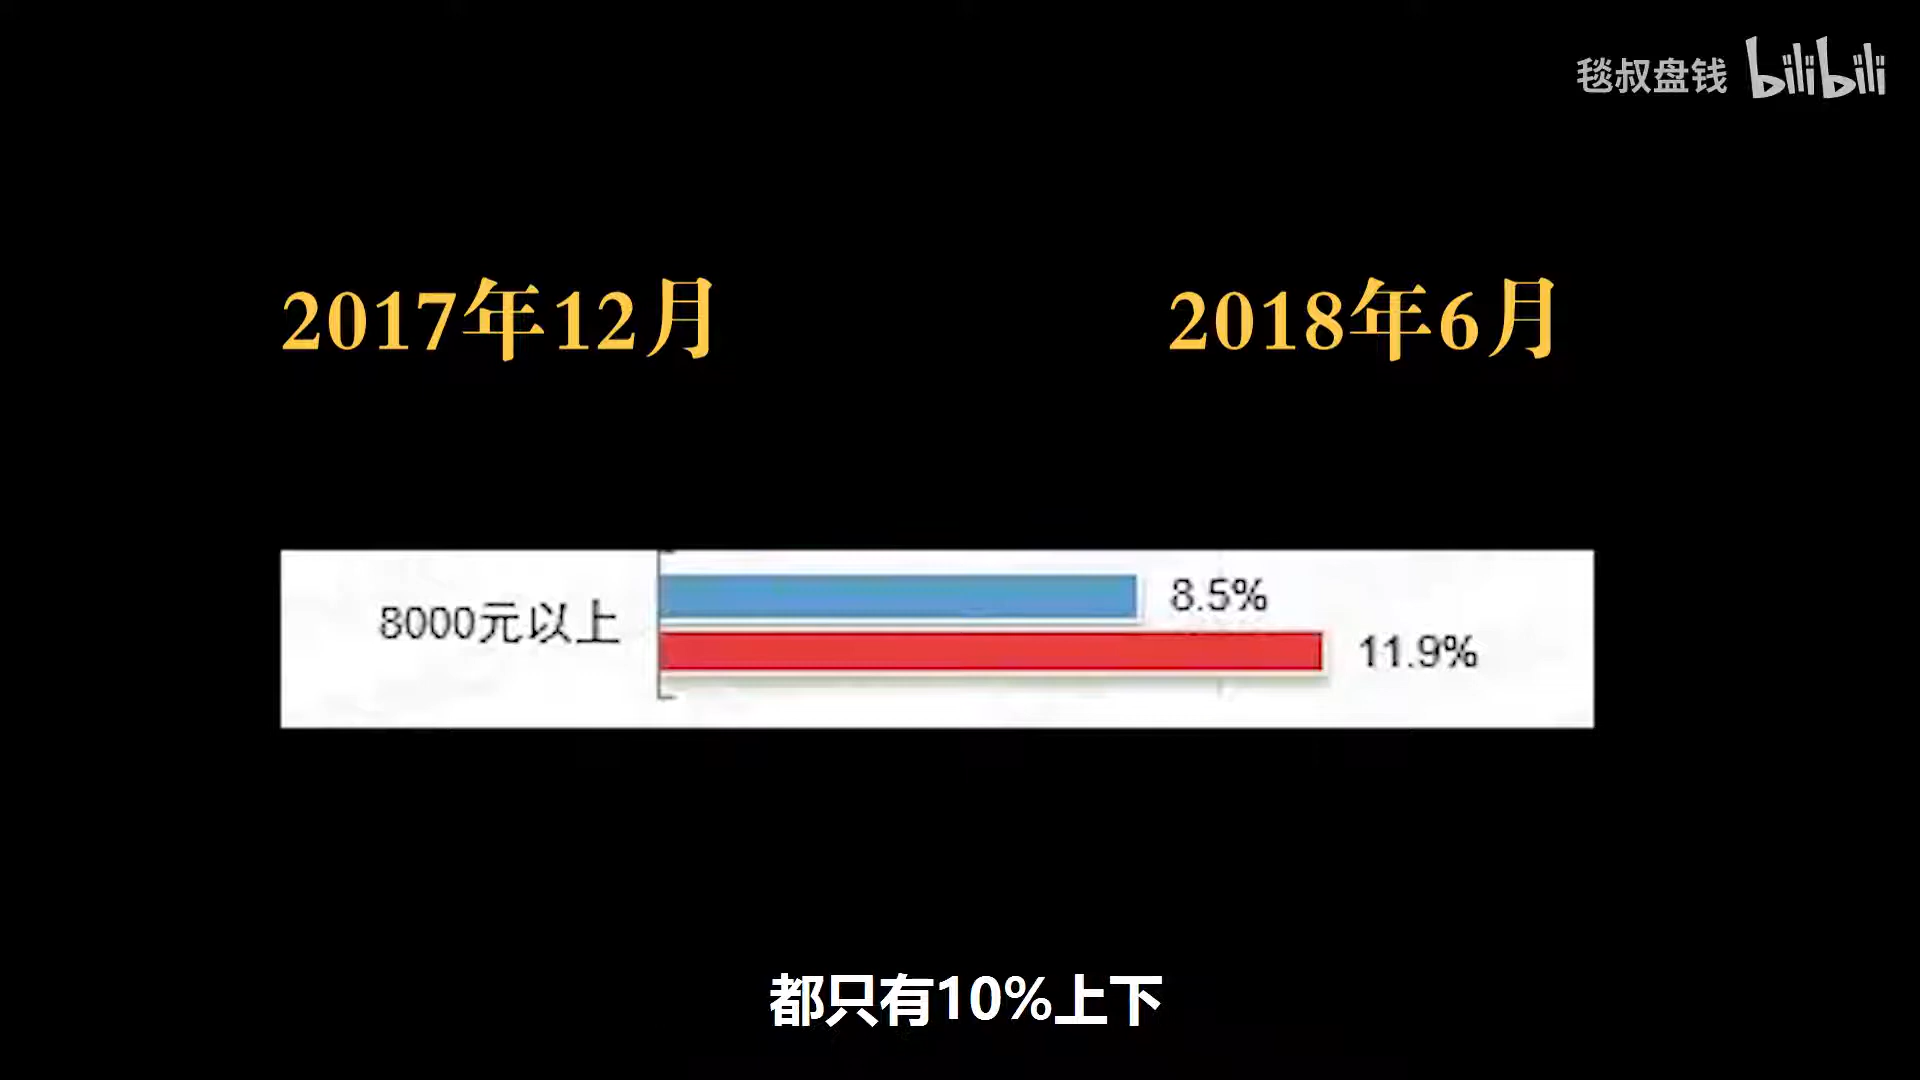 毯叔盘钱 bilibili
2017年12月 2018年6月
8000元以上
8.5%
11.9%
都只有10%上下